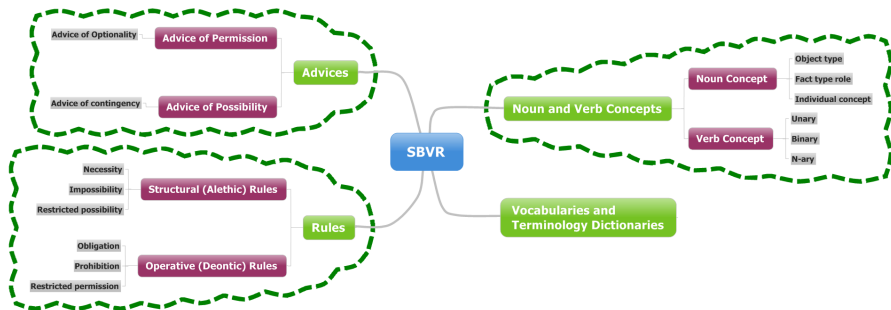 Advice of Optionality
Advice of Permission
Advices
Advice of contingency
Advice of Possibility
Necessity
Impossibility
Structural (Alethic) Rules
Restricted possibility
Rules
Obligation
Prohibition
Operative (Deontic) Rules
Restricted permission
SBVR
Noun and Verb Concepts
Noun Concept
Object type
Fact type role
Individual concept
Verb Concept
Unary
Binary
N-ary
Vocabularies and
Terminology Dictionaries